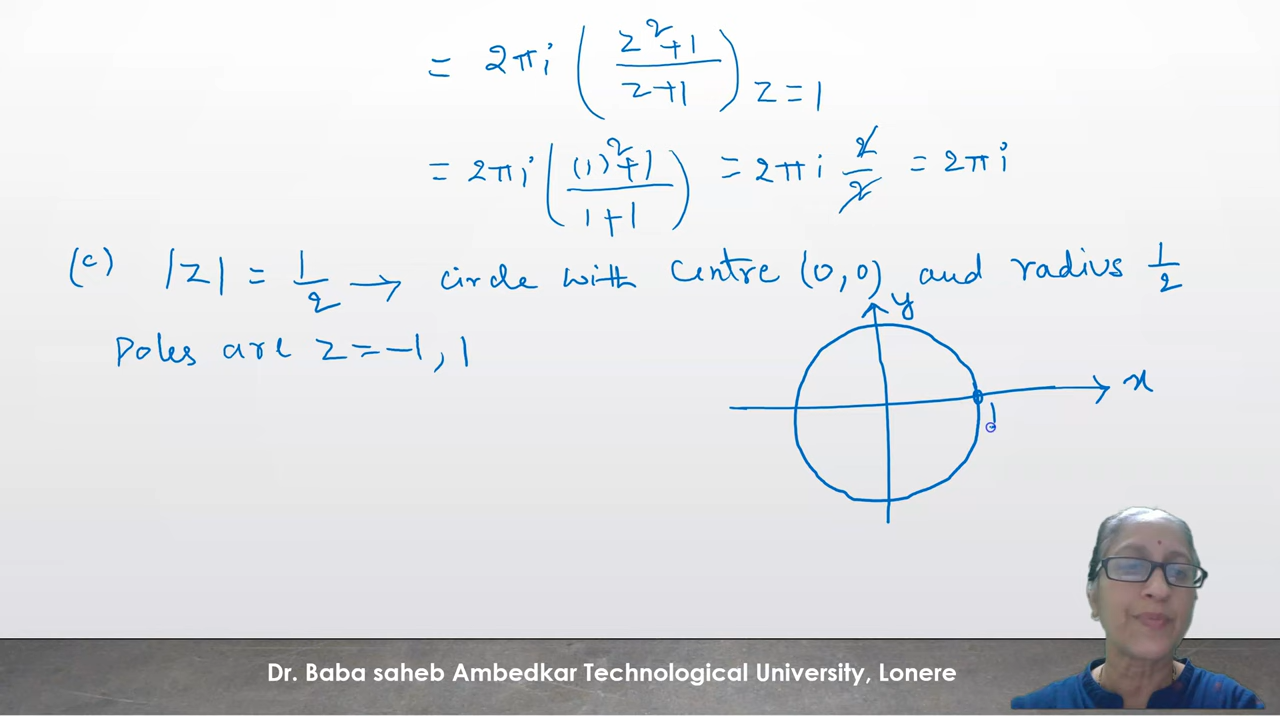 = 2πi ( z²+1 / z+1 ) z=1
= 2πi ( (1)²+1 / 1+1 ) = 2πi 2/2 = 2πi
(c) |z| = 1/2 → circle with centre (0,0) and radius 1/2
y
Poles are z = -1, 1
x
1
Dr. Baba saheb Ambedkar Technological University, Lonere